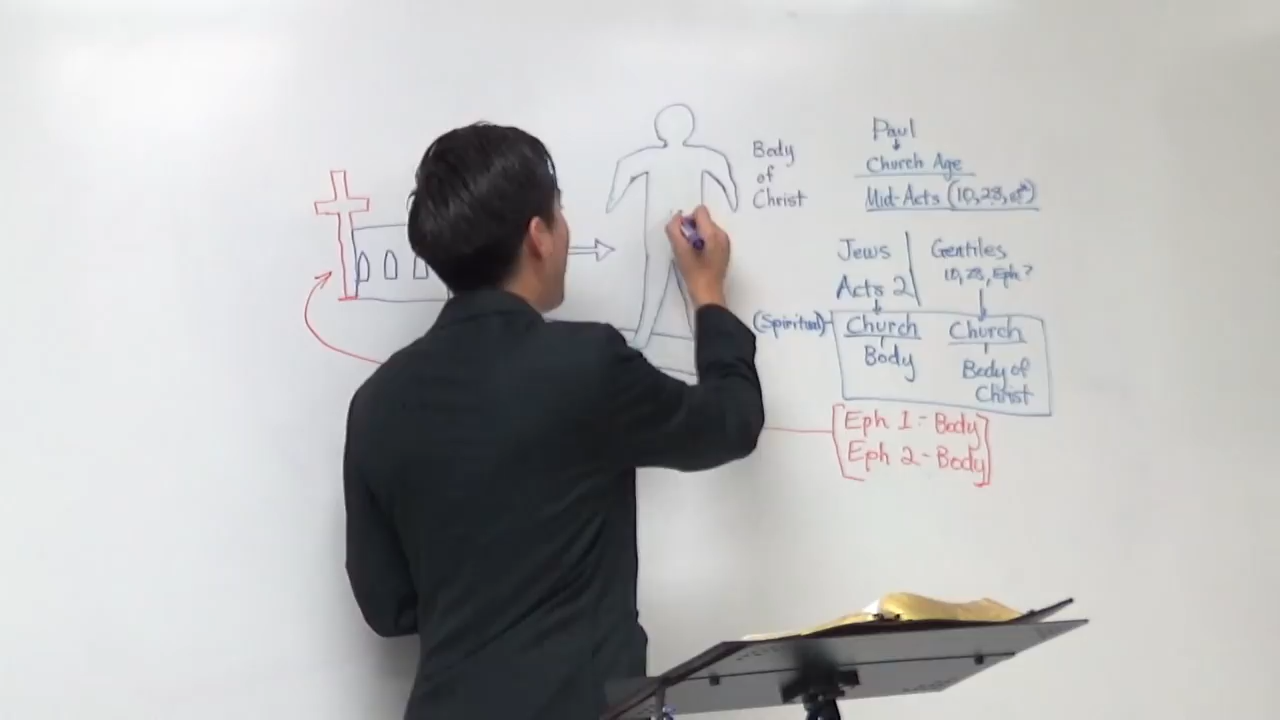 Body
of
Christ
Paul
Church Age
Mid-Acts (10,28,
Jews
Acts 2
Gentiles
10, 28, Eph?
(Spiritual)
Church
Body
Church
Body of
Christ
Eph 1 - Body
Eph 2 - Body